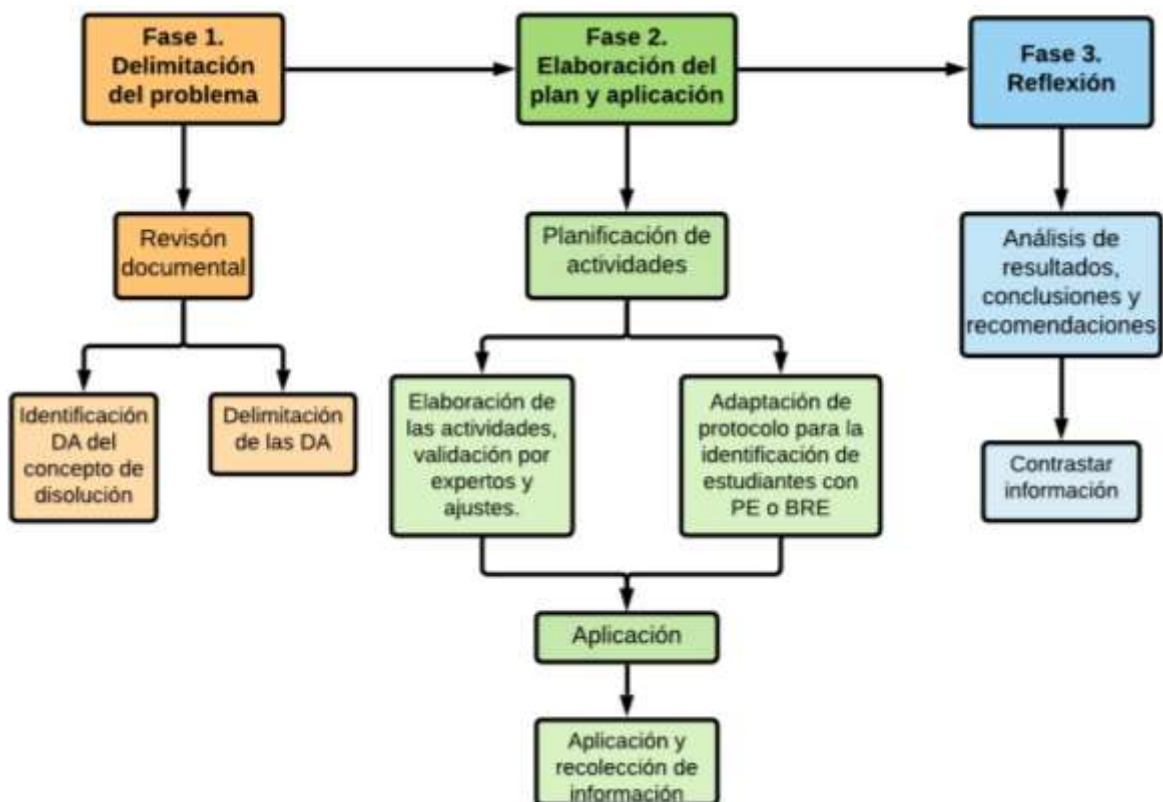 Fase 1.
Delimitación
del problema
Fase 2.
Elaboración del
plan y aplicación
Fase 3.
Reflexión
Revisón
documental
Planificación de
actividades
Análisis de
resultados,
conclusiones y
recomendaciones
Identificación
DA del
concepto de
disolución
Delimitación
de las DA
Elaboración de
las actividades,
validación por
expertos y
ajustes.
Adaptación de
protocolo para la
identificación de
estudiantes con
PE o BRE
Contrastar
información
Aplicación
Aplicación y
recolección de
información